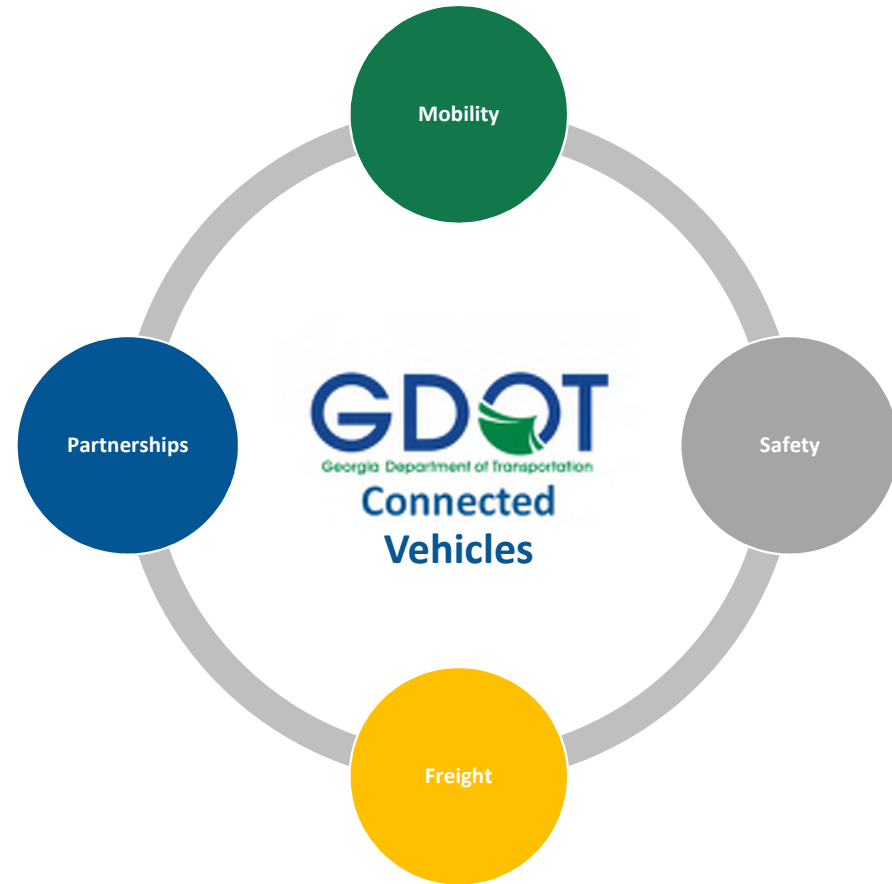 Mobility
Partnerships
Safety
GDOT
Georgia Department of Transportation
Connected
Vehicles
Freight